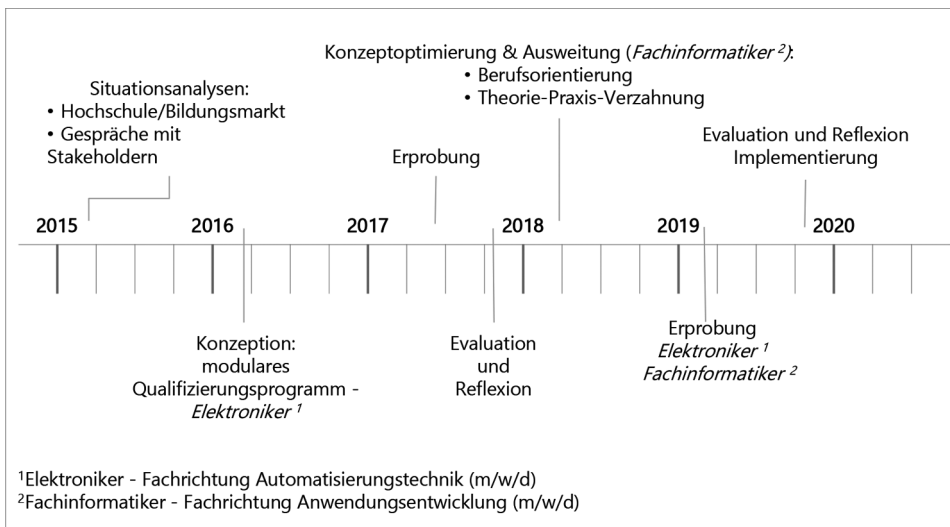 Konzeptoptimierung & Ausweitung (Fachinformatiker ²):
• Berufsorientierung
• Theorie-Praxis-Verzahnung
Situationsanalysen:
• Hochschule/Bildungsmarkt
• Gespräche mit
Stakeholdern
Erprobung
Evaluation und Reflexion
Implementierung
2015 2016 2017 2018 2019 2020
Konzeption:
modulares
Qualifizierungsprogramm -
Elektroniker ¹
Evaluation
und
Reflexion
Erprobung
Elektroniker ¹
Fachinformatiker ²
¹Elektroniker - Fachrichtung Automatisierungstechnik (m/w/d)
²Fachinformatiker - Fachrichtung Anwendungsentwicklung (m/w/d)